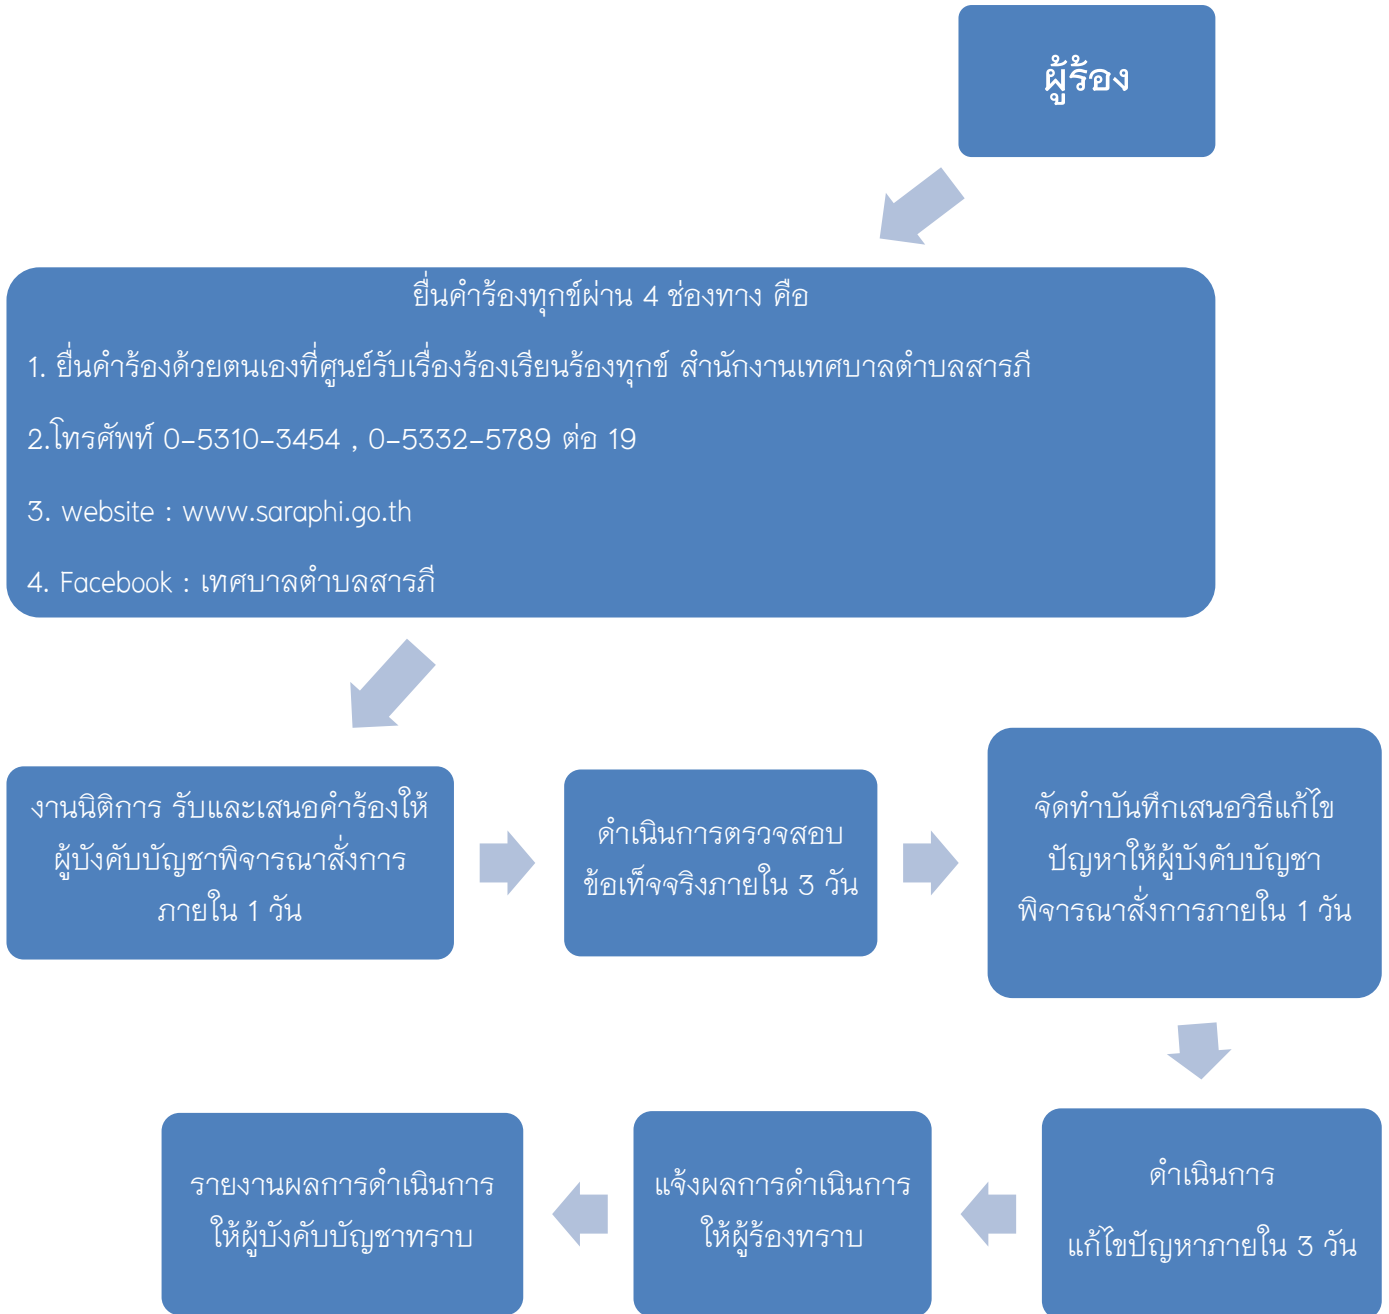 ผู้ร้อง
ยื่นคำร้องทุกข์ผ่าน 4 ช่องทาง คือ
1. ยื่นคำร้องด้วยตนเองที่ศูนย์รับเรื่องร้องเรียนร้องทุกข์ สำนักงานเทศบาลตำบลสารภี
2.โทรศัพท์ 0-5310-3454 , 0-5332-5789 ต่อ 19
3. website : www.saraphi.go.th
4. Facebook : เทศบาลตำบลสารภี
งานนิติการ รับและเสนอคำร้องให้
ผู้บังคับบัญชาพิจารณาสั่งการ
ภายใน 1 วัน
ดำเนินการตรวจสอบ
ข้อเท็จจริงภายใน 3 วัน
จัดทำบันทึกเสนอวิธีแก้ไข
ปัญหาให้ผู้บังคับบัญชา
พิจารณาสั่งการภายใน 1 วัน
ดำเนินการ
แก้ไขปัญหาภายใน 3 วัน
แจ้งผลการดำเนินการ
ให้ผู้ร้องทราบ
รายงานผลการดำเนินการ
ให้ผู้บังคับบัญชาทราบ